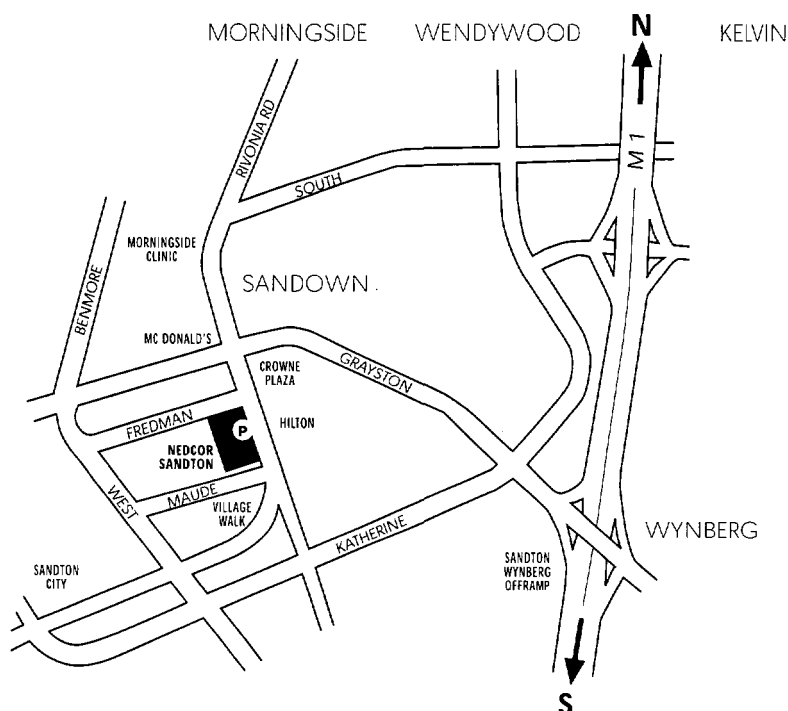 MORNINGSIDE
WENDYWOOD
N
KELVIN
RIVONIA RD
M 1
SOUTH
MORNINGSIDE
CLINIC
BENMORE
SANDOWN
MC DONALD'S
GRAYSTON
CROWNE
PLAZA
FREDMAN
P
HILTON
NEDCOR
SANDTON
WEST
MAUDE
VILLAGE
WALK
KATHERINE
WYNBERG
SANDTON
CITY
SANDTON
WYNBERG
OFFRAMP
S